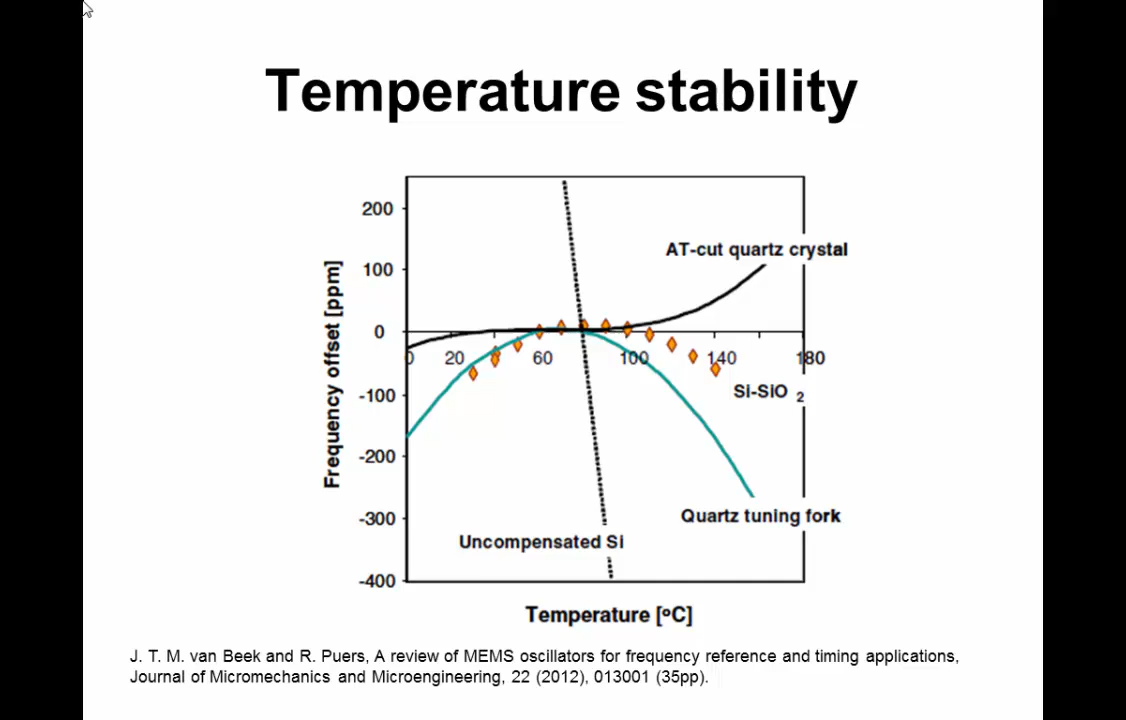 Temperature stability
200
100
0
-100
-200
-300
-400
Frequency offset [ppm]
0 20 60 100 140 180
AT-cut quartz crystal
Si-SiO 2
Quartz tuning fork
Uncompensated Si
Temperature [ºC]
J. T. M. van Beek and R. Puers, A review of MEMS oscillators for frequency reference and timing applications,
Journal of Micromechanics and Microengineering, 22 (2012), 013001 (35pp).